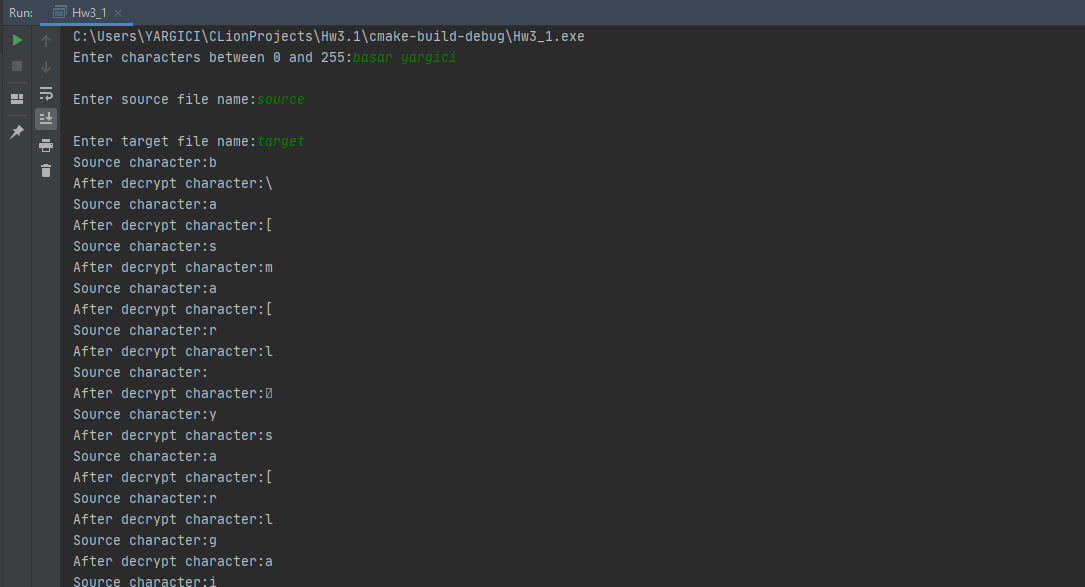 Run: Hw3_1 ×
C:\Users\YARGICI\CLionProjects\Hw3.1\cmake-build-debug\Hw3_1.exe
Enter characters between 0 and 255:basar yargici
Enter source file name:source
Enter target file name:target
Source character:b
After decrypt character:\
Source character:a
After decrypt character:[
Source character:s
After decrypt character:m
Source character:a
After decrypt character:[
Source character:r
After decrypt character:l
Source character:
After decrypt character:
Source character:y
After decrypt character:s
Source character:a
After decrypt character:[
Source character:r
After decrypt character:l
Source character:g
After decrypt character:a
Source character:i